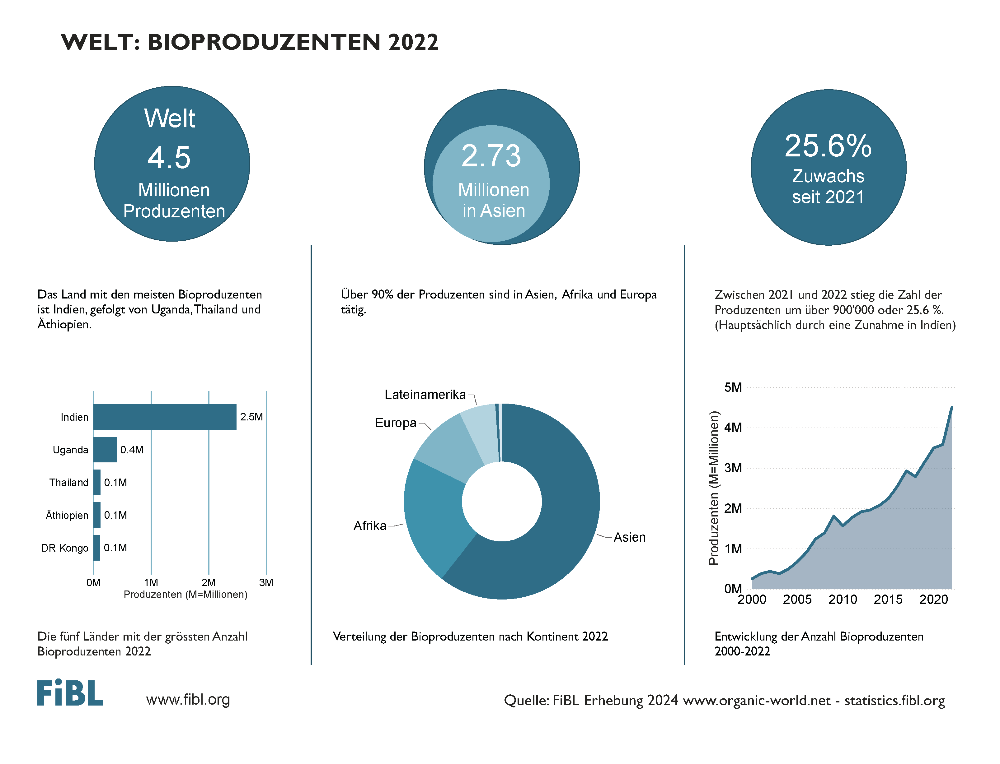 WELT: BIOPRODUZENTEN 2022
Welt
4.5
Millionen
Produzenten
2.73
Millionen
in Asien
25.6%
Zuwachs
seit 2021
Das Land mit den meisten Bioproduzenten
ist Indien, gefolgt von Uganda, Thailand und
Äthiopien.
Über 90% der Produzenten sind in Asien, Afrika und Europa
tätig.
Zwischen 2021 und 2022 stieg die Zahl der
Produzenten um über 900'000 oder 25,6 %.
(Hauptsächlich durch eine Zunahme in Indien)
Indien 2.5M
Uganda 0.4M
Thailand 0.1M
Äthiopien 0.1M
DR Kongo 0.1M
0M 1M 2M 3M
Produzenten (M=Millionen)
Die fünf Länder mit der grössten Anzahl
Bioproduzenten 2022
Lateinamerika
Europa
Afrika
Asien
Verteilung der Bioproduzenten nach Kontinent 2022
Produzenten (M=Millionen)
5M
4M
3M
2M
1M
0M
2000 2005 2010 2015 2020
Entwicklung der Anzahl Bioproduzenten
2000-2022
FiBL
www.fibl.org
Quelle: FiBL Erhebung 2024 www.organic-world.net - statistics.fibl.org